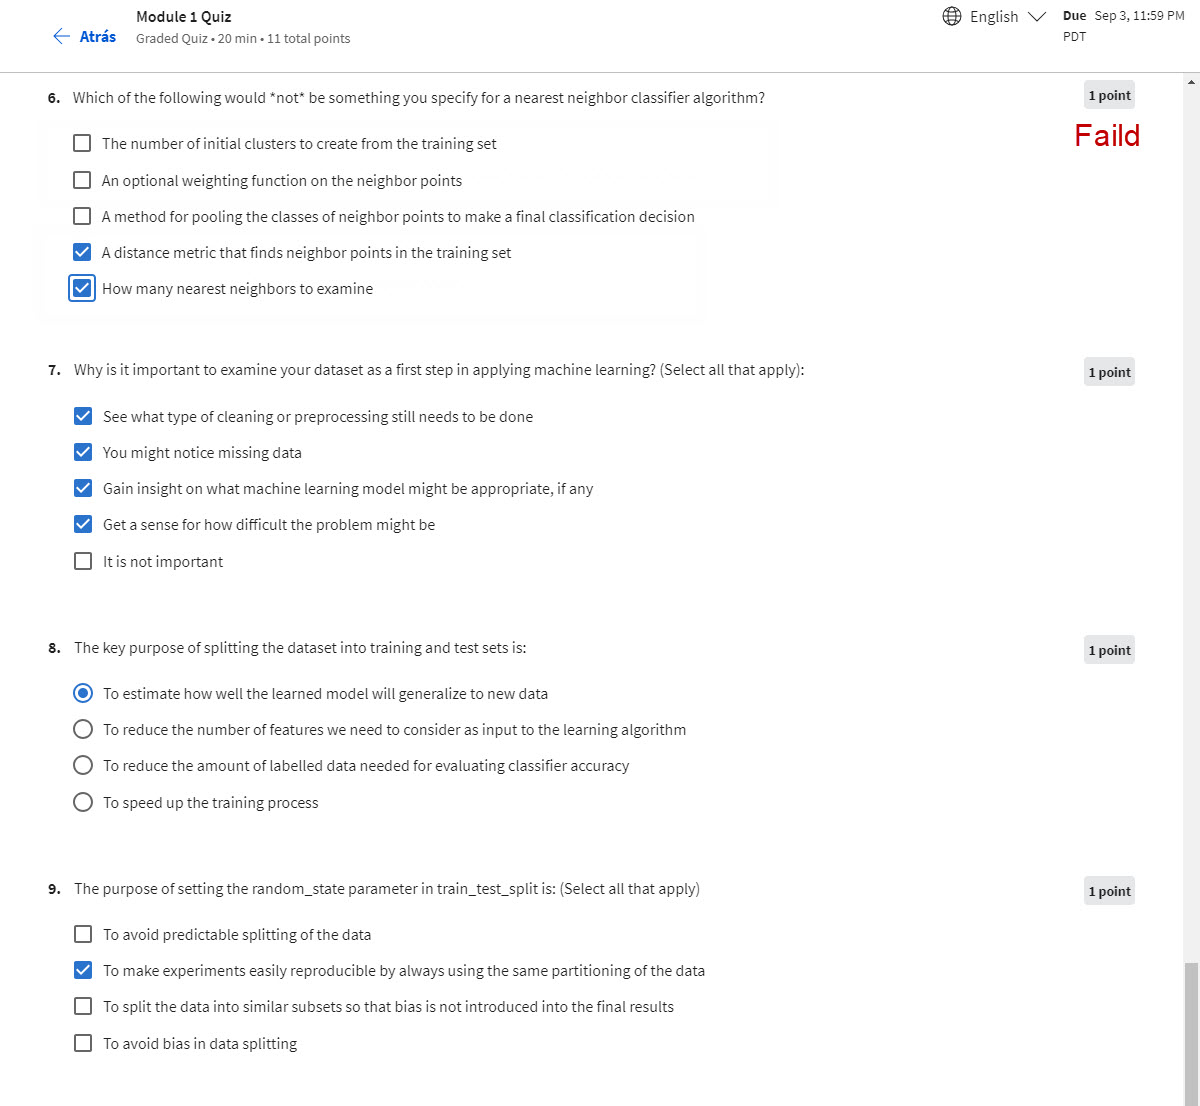 Module 1 Quiz
Atrás
Graded Quiz • 20 min • 11 total points
English
Due Sep 3, 11:59 PM
PDT
6. Which of the following would *not* be something you specify for a nearest neighbor classifier algorithm?
1 point
Faild
The number of initial clusters to create from the training set
An optional weighting function on the neighbor points
A method for pooling the classes of neighbor points to make a final classification decision
A distance metric that finds neighbor points in the training set
How many nearest neighbors to examine
7. Why is it important to examine your dataset as a first step in applying machine learning? (Select all that apply):
1 point
See what type of cleaning or preprocessing still needs to be done
You might notice missing data
Gain insight on what machine learning model might be appropriate, if any
Get a sense for how difficult the problem might be
It is not important
8. The key purpose of splitting the dataset into training and test sets is:
1 point
To estimate how well the learned model will generalize to new data
To reduce the number of features we need to consider as input to the learning algorithm
To reduce the amount of labelled data needed for evaluating classifier accuracy
To speed up the training process
9. The purpose of setting the random_state parameter in train_test_split is: (Select all that apply)
1 point
To avoid predictable splitting of the data
To make experiments easily reproducible by always using the same partitioning of the data
To split the data into similar subsets so that bias is not introduced into the final results
To avoid bias in data splitting